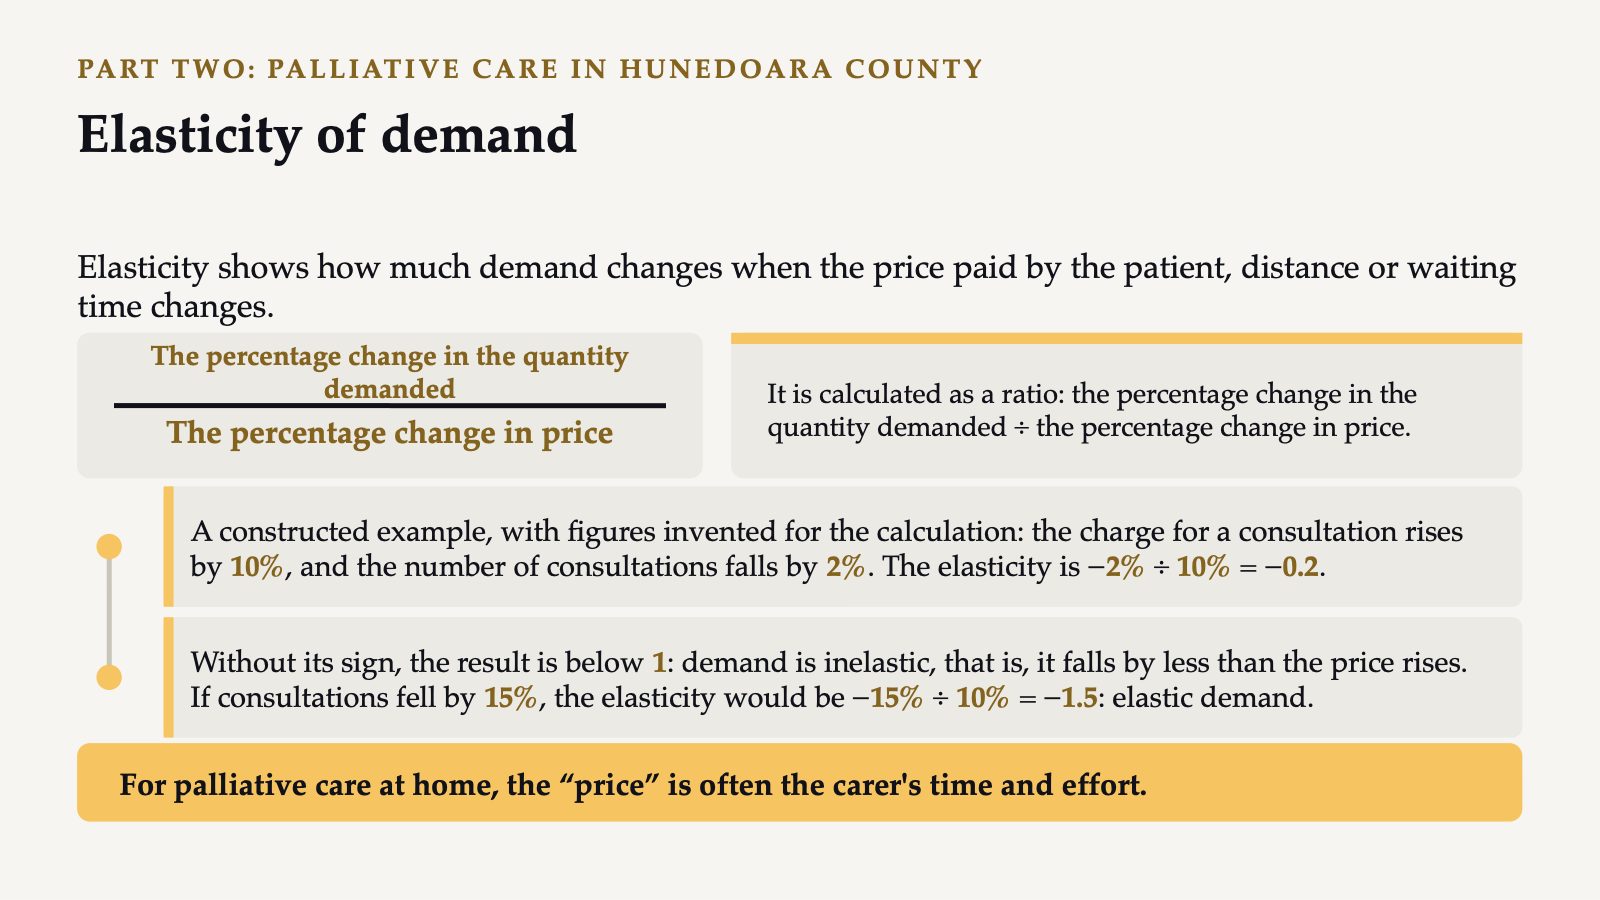 PART TWO: PALLIATIVE CARE IN HUNEDOARA COUNTY
Elasticity of demand
Elasticity shows how much demand changes when the price paid by the patient, distance or waiting
time changes.
The percentage change in the quantity
demanded
The percentage change in price
It is calculated as a ratio: the percentage change in the
quantity demanded ÷ the percentage change in price.
A constructed example, with figures invented for the calculation: the charge for a consultation rises
by 10%, and the number of consultations falls by 2%. The elasticity is −2% ÷ 10% = −0.2.
Without its sign, the result is below 1: demand is inelastic, that is, it falls by less than the price rises.
If consultations fell by 15%, the elasticity would be −15% ÷ 10% = −1.5: elastic demand.
For palliative care at home, the “price” is often the carer's time and effort.